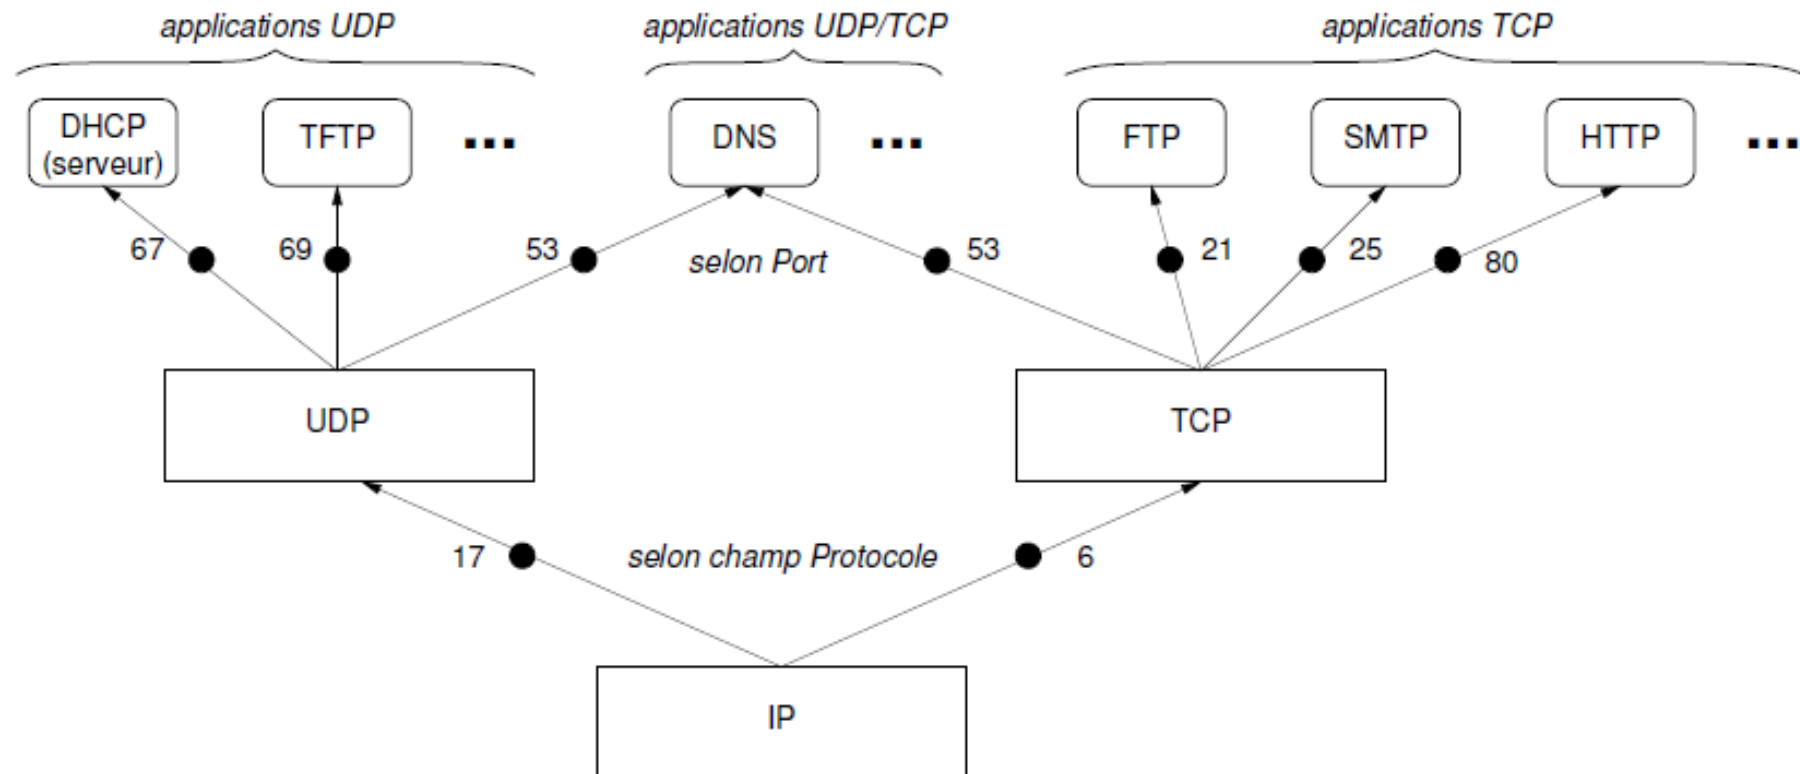 applications UDP
applications UDP/TCP
applications TCP
DHCP
(serveur)
TFTP
...
DNS
...
FTP
SMTP
HTTP
...
67
69
53
selon Port
53
21
25
80
UDP
TCP
17
selon champ Protocole
6
IP